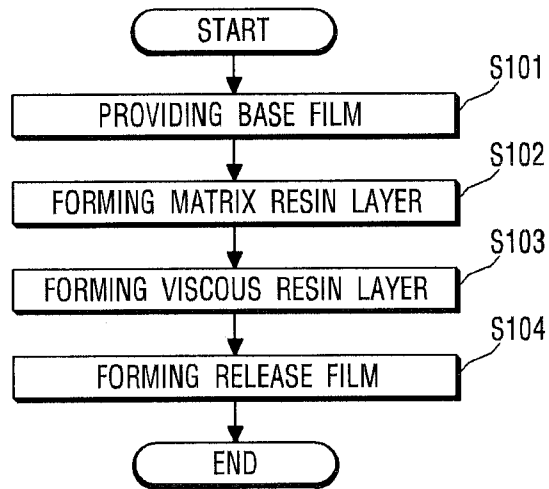 START
S101
PROVIDING BASE FILM
S102
FORMING MATRIX RESIN LAYER
S103
FORMING VISCOUS RESIN LAYER
S104
FORMING RELEASE FILM
END